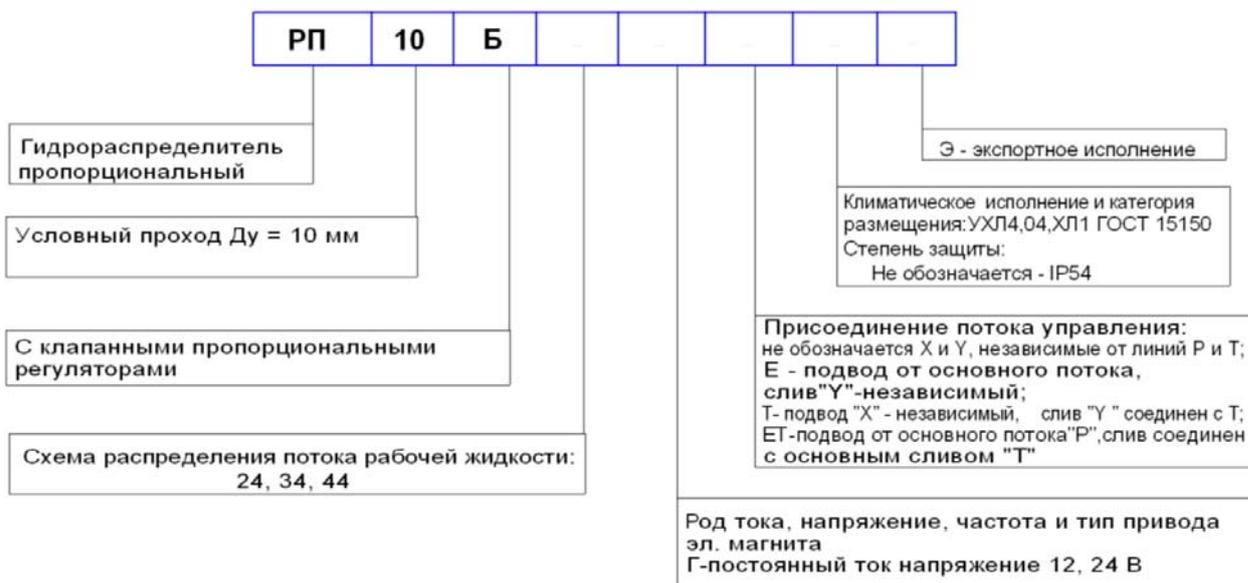 РП 10 Б
Гидрораспределитель
пропорциональный
Условный проход Ду = 10 мм
С клапанными пропорциональными
регуляторами
Схема распределения потока рабочей жидкости:
24, 34, 44
Э - экспортное исполнение
Климатическое исполнение и категория
размещения:УХЛ4,04,ХЛ1 ГОСТ 15150
Степень защиты:
Не обозначается - IP54
Присоединение потока управления:
не обозначается X и Y, независимые от линий Р и Т;
Е - подвод от основного потока,
слив"Y"-независимый;
Т- подвод "X" - независимый, слив "Y " соединен с Т;
ЕТ-подвод от основного потока"Р",слив соединен
с основным сливом "Т"
Род тока, напряжение, частота и тип привода
эл. магнита
Г-постоянный ток напряжение 12, 24 В